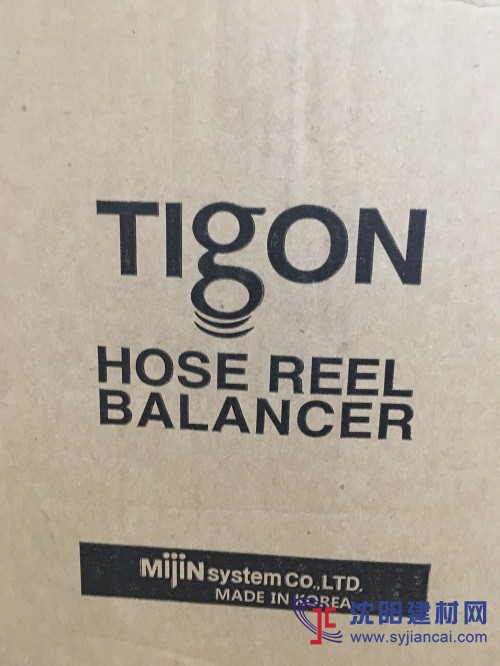 TIgON
HOSE REEL
BALANCER
MijiN system Co.,LTD.
MADE IN KOREA
沈阳建材网
www.syjiancai.com